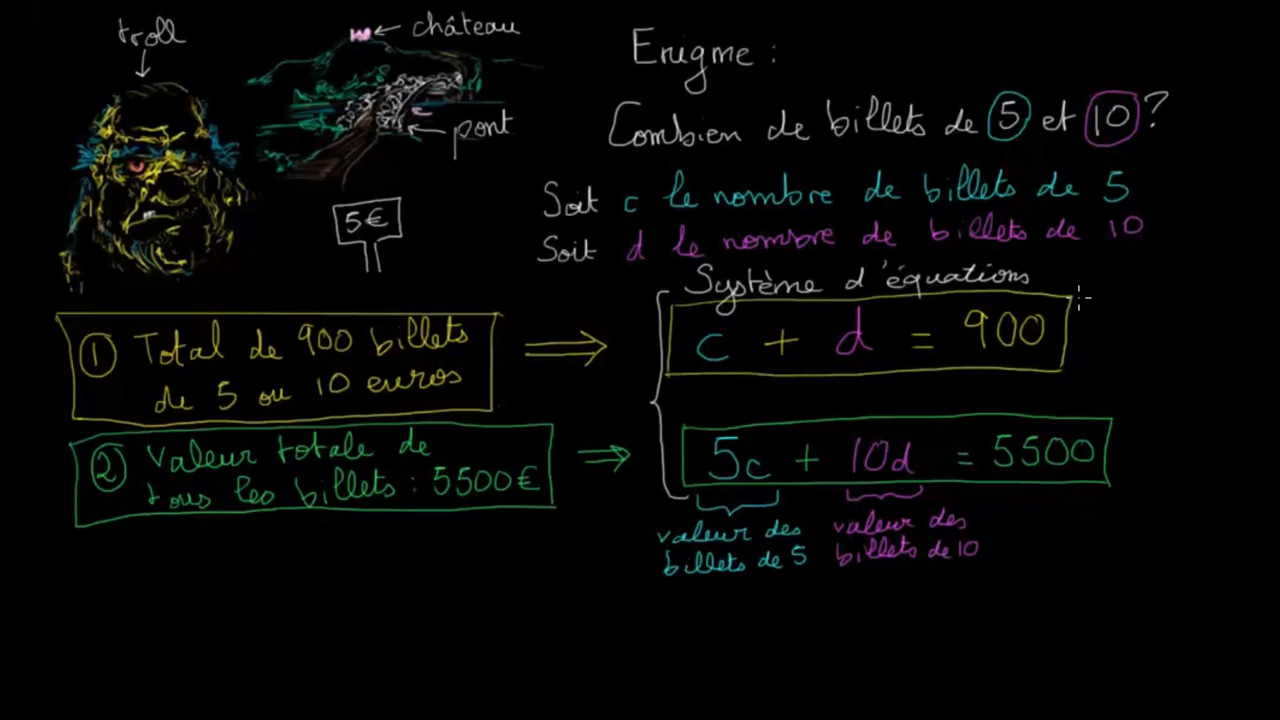 troll
château
pont
5€
Enigme :
Combien de billets de 5 et 10 ?
Soit c le nombre de billets de 5
Soit d le nombre de billets de 10
Système d'équations
① Total de 900 billets
de 5 ou 10 euros
c + d = 900
② Valeur totale de
tous les billets : 5500€
5c + 10d = 5500
valeur des
billets de 5
valeur des
billets de 10